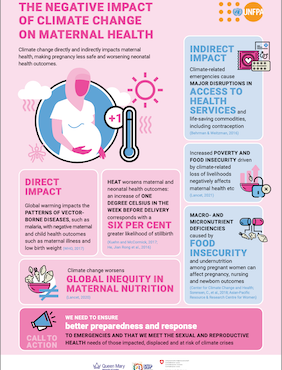 THE NEGATIVE IMPACT
OF CLIMATE CHANGE
ON MATERNAL HEALTH
UNFPA
Climate change directly and indirectly impacts maternal
health, making pregnancy less safe and worsening neonatal
health outcomes.
+1
INDIRECT
IMPACT
Climate-related
emergencies cause
MAJOR DISRUPTIONS IN
ACCESS TO
HEALTH
SERVICES and
life-saving commodities,
including contraception
Increased POVERTY AND
FOOD INSECURITY driven
by climate-related
loss of livelihoods
negatively affects
maternal health etc
DIRECT
IMPACT
Global warming impacts the
PATTERNS OF VECTOR-
BORNE DISEASES, such as
malaria, with negative maternal
and child health outcomes
such as maternal illness and
low birth weight
HEAT worsens maternal and
neonatal health outcomes:
an increase of ONE
DEGREE CELSIUS IN THE
WEEK BEFORE DELIVERY
corresponds with a
SIX PER CENT
greater likelihood of stillbirth
MACRO- AND
MICRONUTRIENT
DEFICIENCIES
caused by
FOOD
INSECURITY
and undernutrition
among pregnant women
can affect pregnancy, nursing
and newborn outcomes
Climate change worsens
GLOBAL INEQUITY IN
MATERNAL NUTRITION
CALL TO
ACTION
WE NEED TO ENSURE
better preparedness and response
TO EMERGENCIES AND THAT WE MEET THE SEXUAL AND REPRODUCTIVE
HEALTH needs of those impacted, displaced and at risk of climate crises
Queen Mary